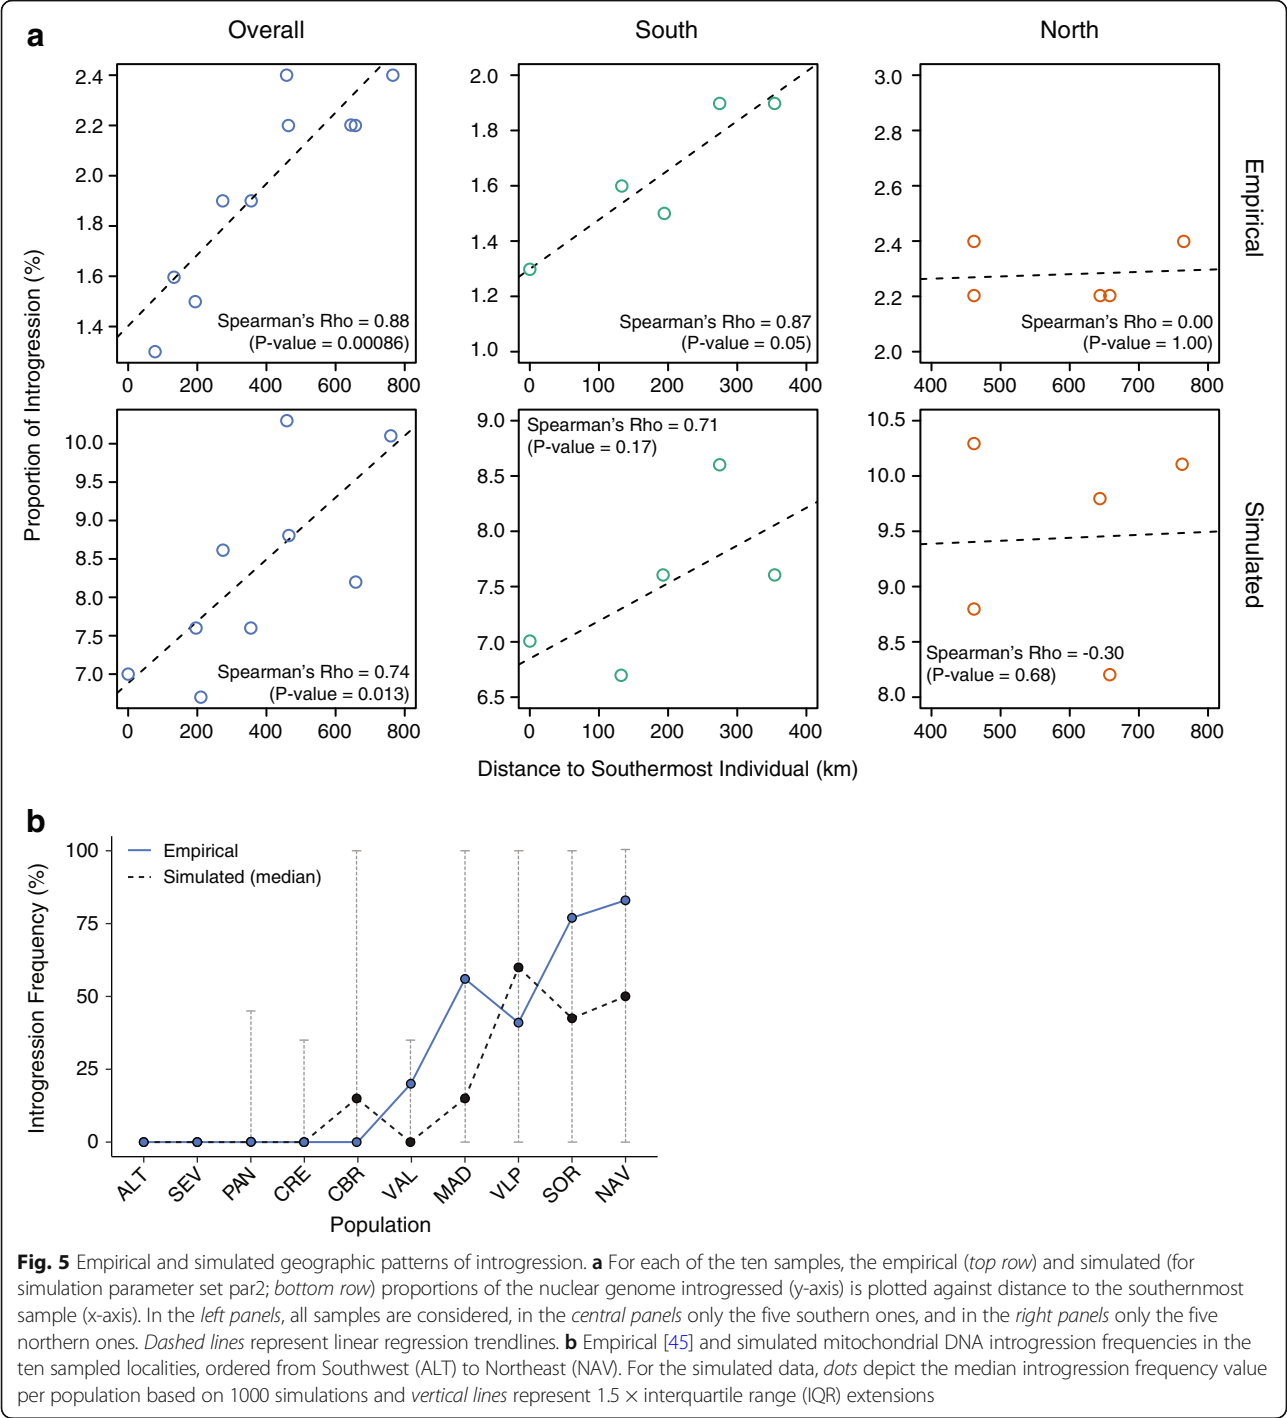 a
Overall
South
North
2.4
2.2
2.0
1.8
1.6
1.4
0
200
400
600
800
Spearman's Rho = 0.88
(P-value = 0.00086)
2.0
1.8
1.6
1.4
1.2
1.0
0
100
200
300
400
Spearman's Rho = 0.87
(P-value = 0.05)
3.0
2.8
2.6
2.4
2.2
2.0
400
500
600
700
800
Spearman's Rho = 0.00
(P-value = 1.00)
Empirical
Proportion of Introgression (%)
10.0
9.5
9.0
8.5
8.0
7.5
7.0
0
200
400
600
800
Spearman's Rho = 0.74
(P-value = 0.013)
9.0
8.5
8.0
7.5
7.0
6.5
0
100
200
300
400
Spearman's Rho = 0.71
(P-value = 0.17)
10.5
10.0
9.5
9.0
8.5
8.0
400
500
600
700
800
Spearman's Rho = -0.30
(P-value = 0.68)
Simulated
Distance to Southermost Individual (km)
b
Introgression Frequency (%)
100
75
50
25
0
Empirical
Simulated (median)
ALT
SEV
PAN
CRE
CBR
VAL
MAD
VLP
SOR
NAV
Population
Fig. 5 Empirical and simulated geographic patterns of introgression. a For each of the ten samples, the empirical (top row) and simulated (for
simulation parameter set par2; bottom row) proportions of the nuclear genome introgressed (y-axis) is plotted against distance to the southernmost
sample (x-axis). In the left panels, all samples are considered, in the central panels only the five southern ones, and in the right panels only the five
northern ones. Dashed lines represent linear regression trendlines. b Empirical [45] and simulated mitochondrial DNA introgression frequencies in the
ten sampled localities, ordered from Southwest (ALT) to Northeast (NAV). For the simulated data, dots depict the median introgression frequency value
per population based on 1000 simulations and vertical lines represent 1.5 × interquartile range (IQR) extensions